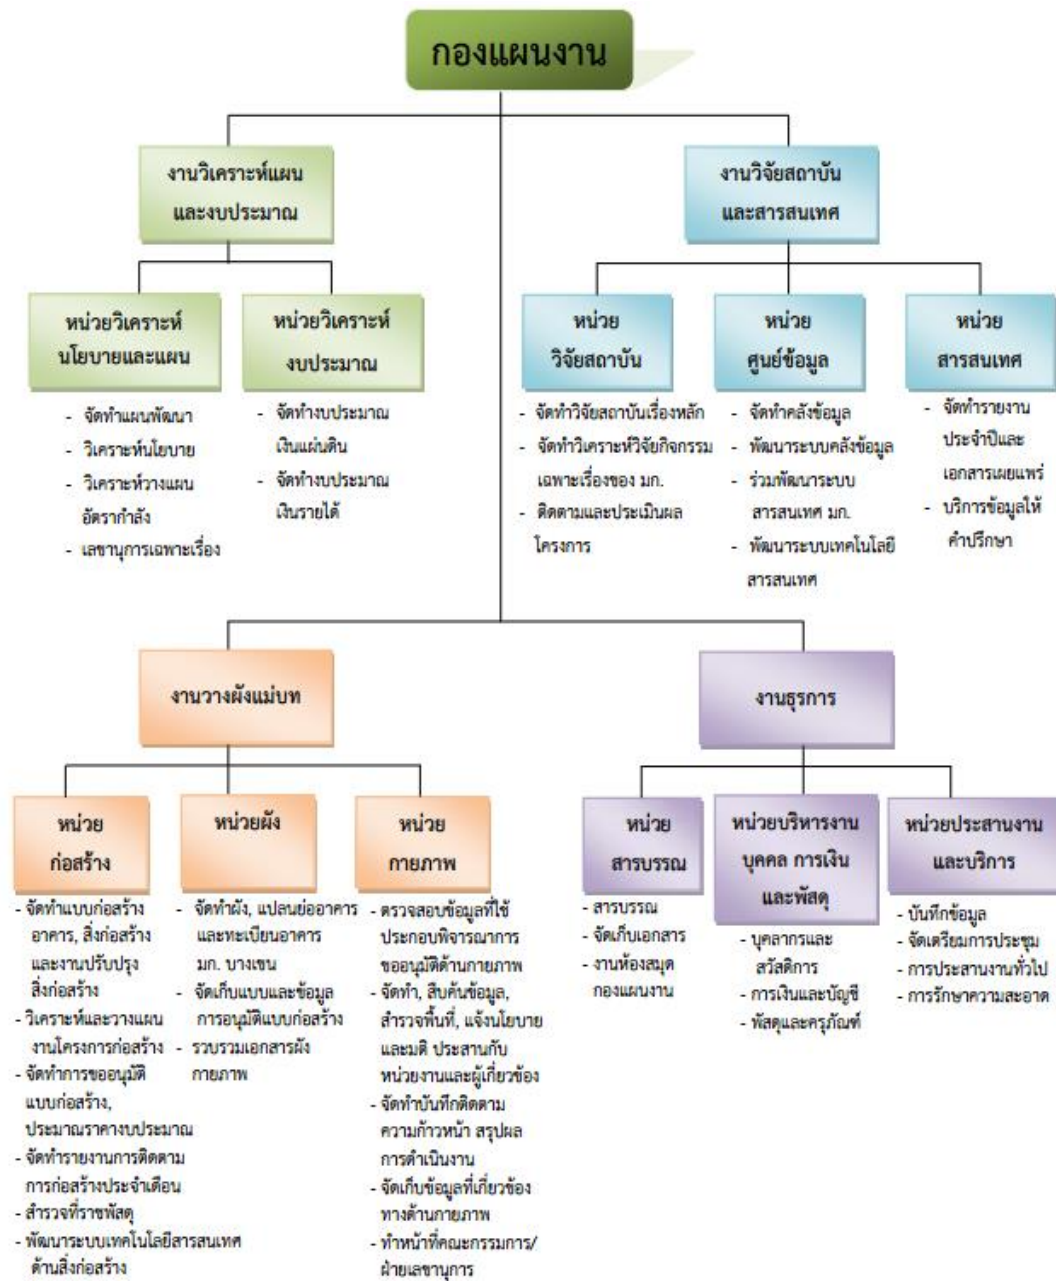 กองแผนงาน
งานวิเคราะห์แผน
และงบประมาณ
งานวิจัยสถาบัน
และสารสนเทศ
หน่วยวิเคราะห์
นโยบายและแผน
- จัดทำแผนพัฒนา
- วิเคราะห์นโยบาย
- วิเคราะห์วางแผน
อัตรากำลัง
- เลขานุการเฉพาะเรื่อง
หน่วยวิเคราะห์
งบประมาณ
- จัดทำงบประมาณ
เงินแผ่นดิน
- จัดทำงบประมาณ
เงินรายได้
หน่วย
วิจัยสถาบัน
- จัดทำวิจัยสถาบันเรื่องหลัก
- จัดทำวิเคราะห์วิจัยกิจกรรม
เฉพาะเรื่องของ มก.
- ติดตามและประเมินผล
โครงการ
หน่วย
ศูนย์ข้อมูล
- จัดทำคลังข้อมูล
- พัฒนาระบบคลังข้อมูล
- ร่วมพัฒนาระบบ
สารสนเทศ มก.
- พัฒนาระบบเทคโนโลยี
สารสนเทศ
หน่วย
สารสนเทศ
- จัดทำรายงาน
ประจำปีและ
เอกสารเผยแพร่
- บริการข้อมูลให้
คำปรึกษา
งานวางผังแม่บท
งานธุรการ
หน่วย
ก่อสร้าง
- จัดทำแบบก่อสร้าง
อาคาร, สิ่งก่อสร้าง
และงานปรับปรุง
สิ่งก่อสร้าง
- วิเคราะห์และวางแผน
งานโครงการก่อสร้าง
- จัดทำการขออนุมัติ
แบบก่อสร้าง,
ประมาณราคางบประมาณ
- จัดทำรายงานการติดตาม
การก่อสร้างประจำเดือน
- สำรวจที่ราชพัสดุ
- พัฒนาระบบเทคโนโลยีสารสนเทศ
ด้านสิ่งก่อสร้าง
หน่วยผัง
- จัดทำผัง, แปลนย่ออาคาร
และทะเบียนอาคาร
มก. บางเขน
- จัดเก็บแบบและข้อมูล
การอนุมัติแบบก่อสร้าง
- รวบรวมเอกสารผัง
กายภาพ
หน่วย
กายภาพ
- ตรวจสอบข้อมูลที่ใช้
ประกอบพิจารณาการ
ขออนุมัติด้านกายภาพ
- จัดทำ, สืบค้นข้อมูล,
สำรวจพื้นที่, แจ้งนโยบาย
และมติ ประสานกับ
หน่วยงานและผู้เกี่ยวข้อง
- จัดทำบันทึกติดตาม
ความก้าวหน้า สรุปผล
การดำเนินงาน
- จัดเก็บข้อมูลที่เกี่ยวข้อง
ทางด้านกายภาพ
- ทำหน้าที่คณะกรรมการ/
ฝ่ายเลขานุการ
หน่วย
สารบรรณ
- สารบรรณ
- จัดเก็บเอกสาร
- งานห้องสมุด
กองแผนงาน
หน่วยบริหารงาน
บุคคล การเงิน
และพัสดุ
- บุคลากรและ
สวัสดิการ
- การเงินและบัญชี
- พัสดุและครุภัณฑ์
หน่วยประสานงาน
และบริการ
- บันทึกข้อมูล
- จัดเตรียมการประชุม
- การประสานงานทั่วไป
- การรักษาความสะอาด